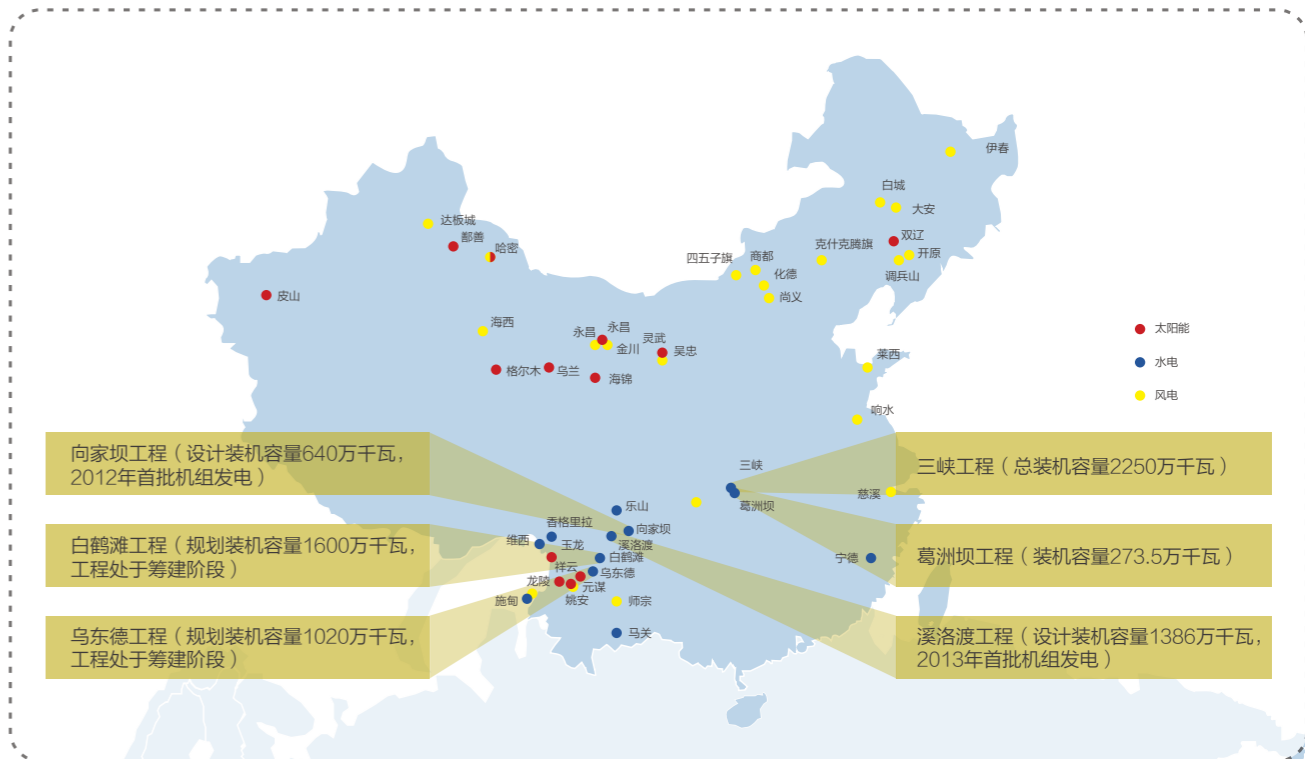 伊春
白城
大安
达板城
鄯善
哈密
双辽
克什克腾旗
开原
调兵山
四五子旗
商都
化德
尚义
皮山
海西
永昌
永昌
金川
灵武
吴忠
格尔木
乌兰
海锦
莱西
响水
太阳能
水电
风电
向家坝工程（设计装机容量640万千瓦，
2012年首批机组发电）
三峡工程（总装机容量2250万千瓦）
三峡
葛洲坝
慈溪
乐山
香格里拉
向家坝
溪洛渡
维西
玉龙
白鹤滩
宁德
白鹤滩工程（规划装机容量1600万千瓦，
工程处于筹建阶段）
葛洲坝工程（装机容量273.5万千瓦）
祥云
乌东德
龙陵
元谋
姚安
施甸
师宗
马关
乌东德工程（规划装机容量1020万千瓦，
工程处于筹建阶段）
溪洛渡工程（设计装机容量1386万千瓦，
2013年首批机组发电）